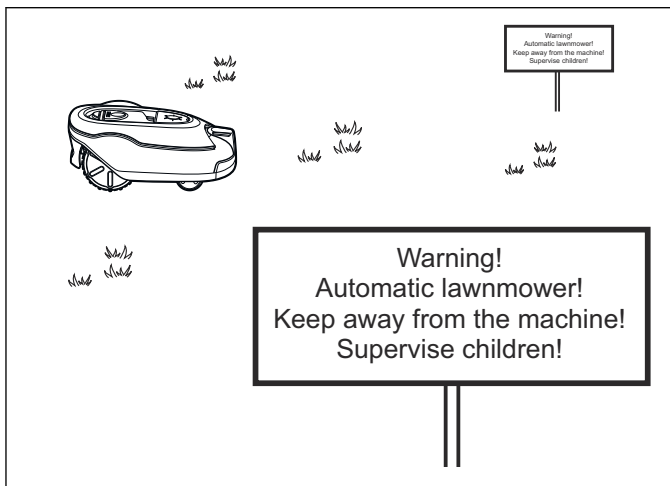 Warning!
Automatic lawnmower!
Keep away from the machine!
Supervise children!
Warning!
Automatic lawnmower!
Keep away from the machine!
Supervise children!